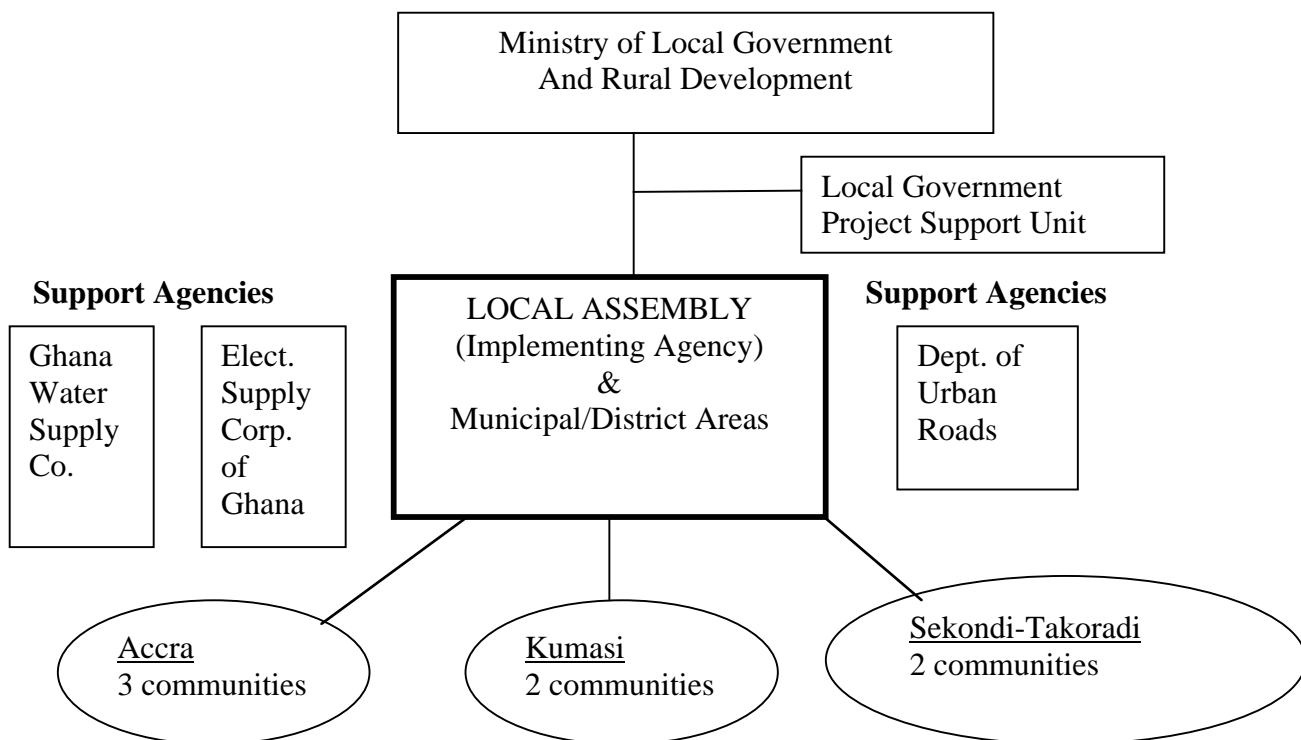 Ministry of Local Government
And Rural Development
Local Government
Project Support Unit
Support Agencies
Ghana
Water
Supply
Co.
Elect.
Supply
Corp.
of
Ghana
LOCAL ASSEMBLY
(Implementing Agency)
&
Municipal/District Areas
Support Agencies
Dept. of
Urban
Roads
Accra
3 communities
Kumasi
2 communities
Sekondi-Takoradi
2 communities